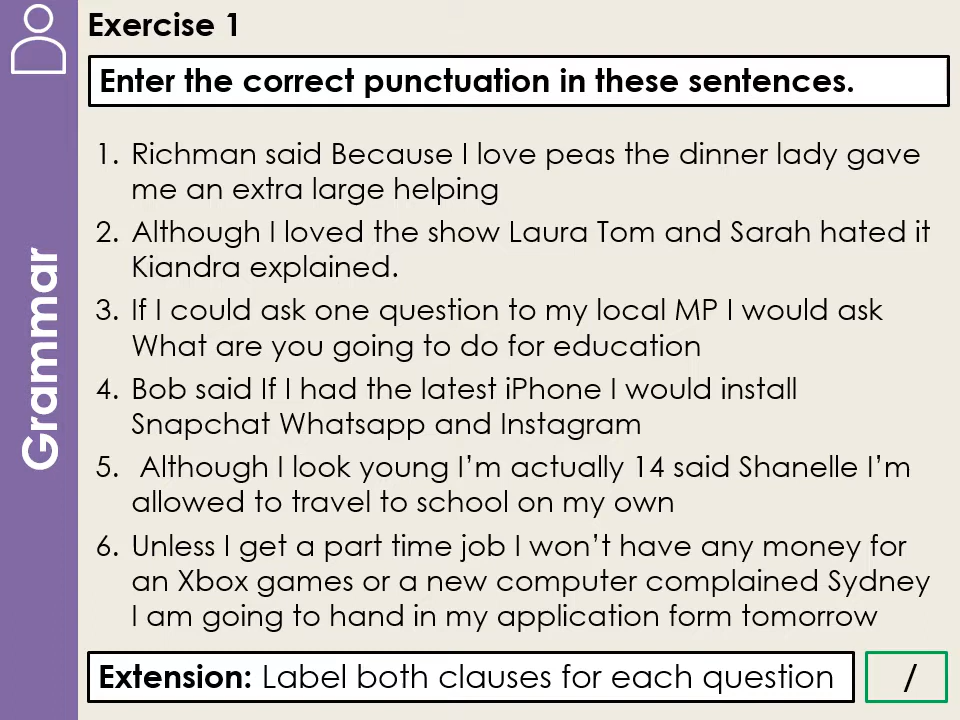 Grammar
Exercise 1
Enter the correct punctuation in these sentences.
1. Richman said Because I love peas the dinner lady gave
me an extra large helping
2. Although I loved the show Laura Tom and Sarah hated it
Kiandra explained.
3. If I could ask one question to my local MP I would ask
What are you going to do for education
4. Bob said If I had the latest iPhone I would install
Snapchat Whatsapp and Instagram
5. Although I look young I’m actually 14 said Shanelle I’m
allowed to travel to school on my own
6. Unless I get a part time job I won’t have any money for
an Xbox games or a new computer complained Sydney
I am going to hand in my application form tomorrow
Extension: Label both clauses for each question
/